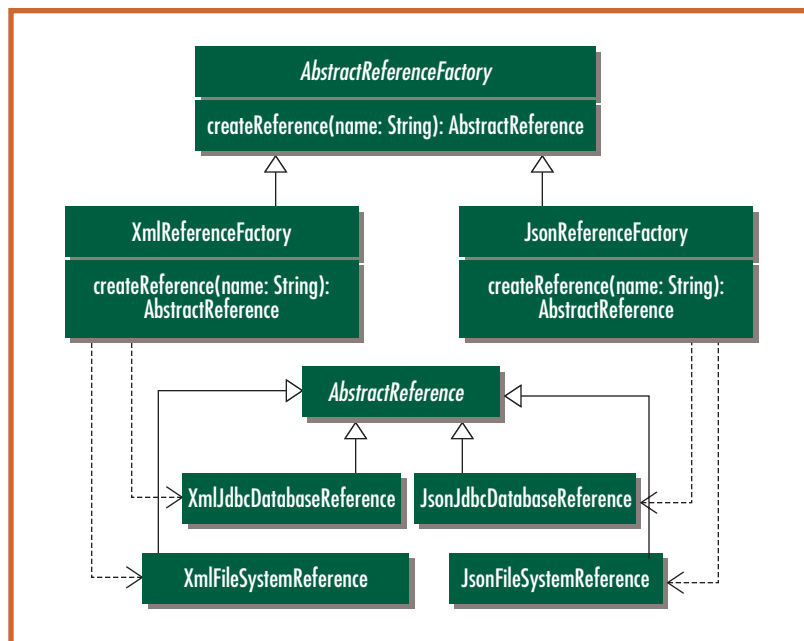 AbstractReferenceFactory
createReference(name: String): AbstractReference
XmlReferenceFactory
createReference(name: String):
AbstractReference
JsonReferenceFactory
createReference(name: String):
AbstractReference
AbstractReference
XmlJdbcDatabaseReference
JsonJdbcDatabaseReference
XmlFileSystemReference
JsonFileSystemReference